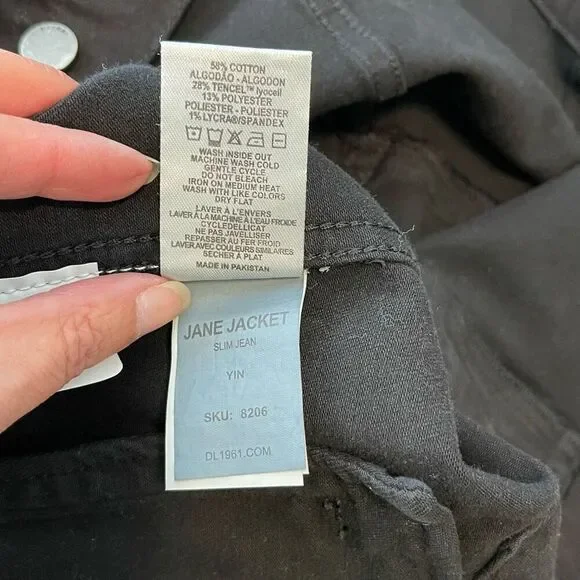 58% COTTON
ALGODÃO - ALGODON
28% TENCEL™ lyocell
13% POLYESTER
POLIESTER - POLIESTER
1% LYCRA®/SPANDEX
WASH INSIDE OUT
MACHINE WASH COLD
GENTLE CYCLE
DO NOT BLEACH
IRON ON MEDIUM HEAT
WASH WITH LIKE COLORS
DRY FLAT
LAVER À L'ENVERS
LAVER À LA MACHINE À L'EAU FROIDE
CYCLEDELLICAT
NE PAS JAVELLISER
REPASSER AU FER FROID
LAVER AVEC COULEURS SIMILAIRES
SÉCHER À PLAT
MADE IN PAKISTAN
JANE JACKET
SLIM JEAN
YIN
SKU: 8206
DL1961.COM